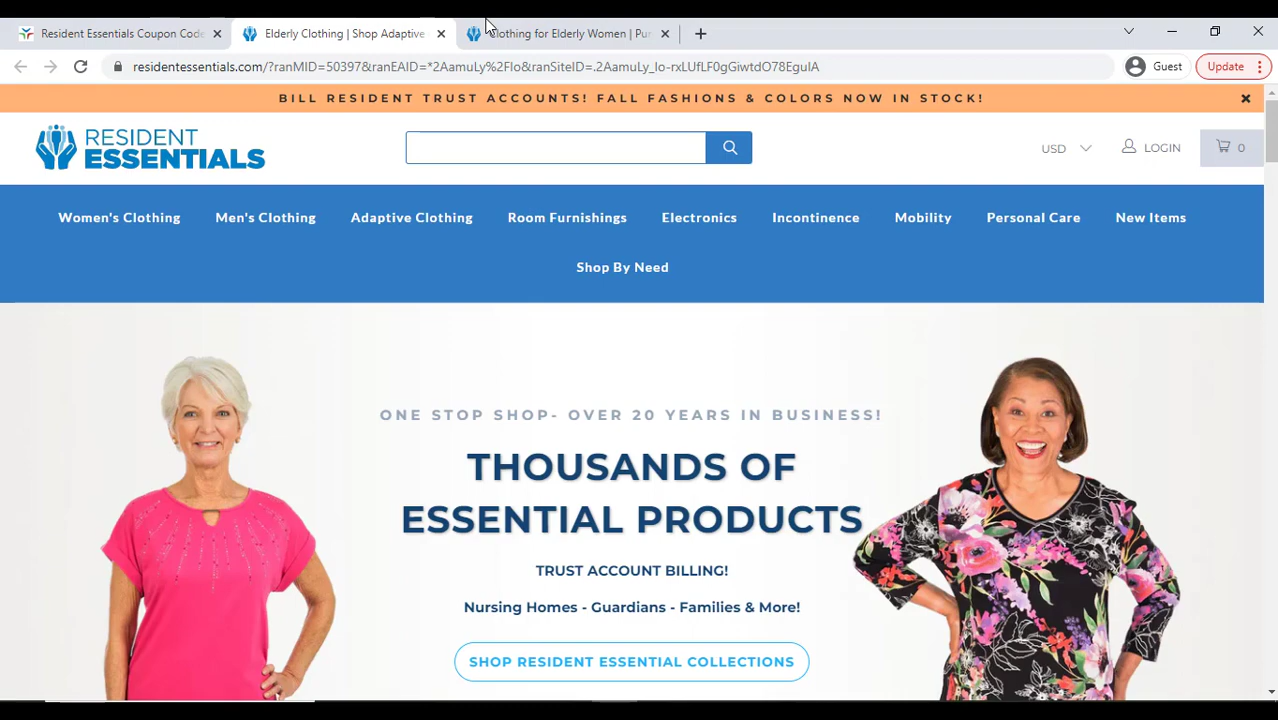 Resident Essentials Coupon Code
Elderly Clothing | Shop Adaptive
Clothing for Elderly Women | Pur
residentessentials.com/?ranMID=50397&ranEAID=*2AamuLy%2FIo&ranSiteID=.2AamuLy_Io-rxLUfLF0gGiwtdO78EguIA
Guest
Update
BILL RESIDENT TRUST ACCOUNTS! FALL FASHIONS & COLORS NOW IN STOCK!
RESIDENT
ESSENTIALS
USD
LOGIN
0
Women's Clothing Men's Clothing Adaptive Clothing Room Furnishings Electronics Incontinence Mobility Personal Care New Items
Shop By Need
ONE STOP SHOP- OVER 20 YEARS IN BUSINESS!
THOUSANDS OF
ESSENTIAL PRODUCTS
TRUST ACCOUNT BILLING!
Nursing Homes - Guardians - Families & More!
SHOP RESIDENT ESSENTIAL COLLECTIONS